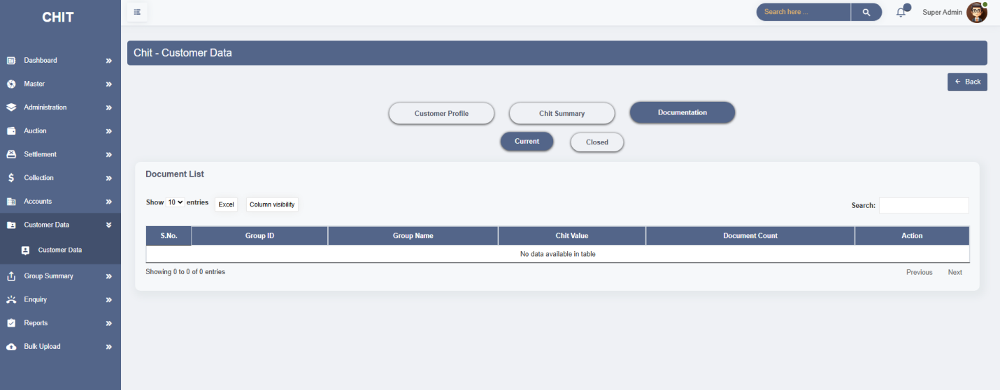 CHIT
Search here ...
Super Admin
Dashboard
Master
Administration
Auction
Settlement
Collection
Accounts
Customer Data
Customer Data
Group Summary
Enquiry
Reports
Bulk Upload
Chit - Customer Data
Back
Customer Profile Chit Summary Documentation
Current Closed
Document List
Show 10 entries Excel Column visibility Search:
S.No. Group ID Group Name Chit Value Document Count Action
No data available in table
Showing 0 to 0 of 0 entries Previous Next